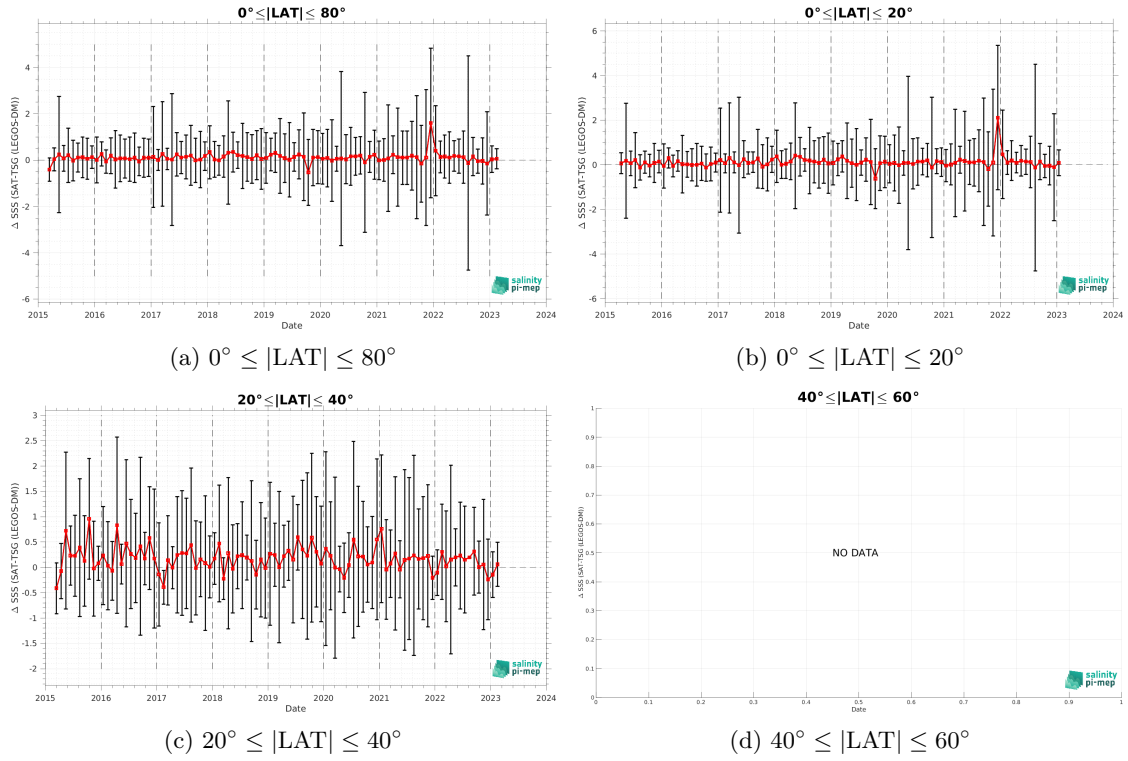 0°≤|LAT|≤ 80°
Δ SSS (SAT-TSG (LEGOS-DM))
4
2
0
-2
-4
-6
2015 2016 2017 2018 2019 2020 2021 2022 2023 2024
Date
salinity
pi-mep
(a) 0° ≤ |LAT| ≤ 80°
0°≤|LAT|≤ 20°
Δ SSS (SAT-TSG (LEGOS-DM))
6
4
2
0
-2
-4
-6
2015 2016 2017 2018 2019 2020 2021 2022 2023 2024
Date
salinity
pi-mep
(b) 0° ≤ |LAT| ≤ 20°
20°≤|LAT|≤ 40°
Δ SSS (SAT-TSG (LEGOS-DM))
3
2.5
2
1.5
1
0.5
0
-0.5
-1
-1.5
-2
2015 2016 2017 2018 2019 2020 2021 2022 2023 2024
Date
salinity
pi-mep
(c) 20° ≤ |LAT| ≤ 40°
40°≤|LAT|≤ 60°
Δ SSS (SAT-TSG (LEGOS-DM))
1
0.9
0.8
0.7
0.6
0.5
0.4
0.3
0.2
0.1
0
NO DATA
0 0.1 0.2 0.3 0.4 0.5 0.6 0.7 0.8 0.9 1
Date
salinity
pi-mep
(d) 40° ≤ |LAT| ≤ 60°